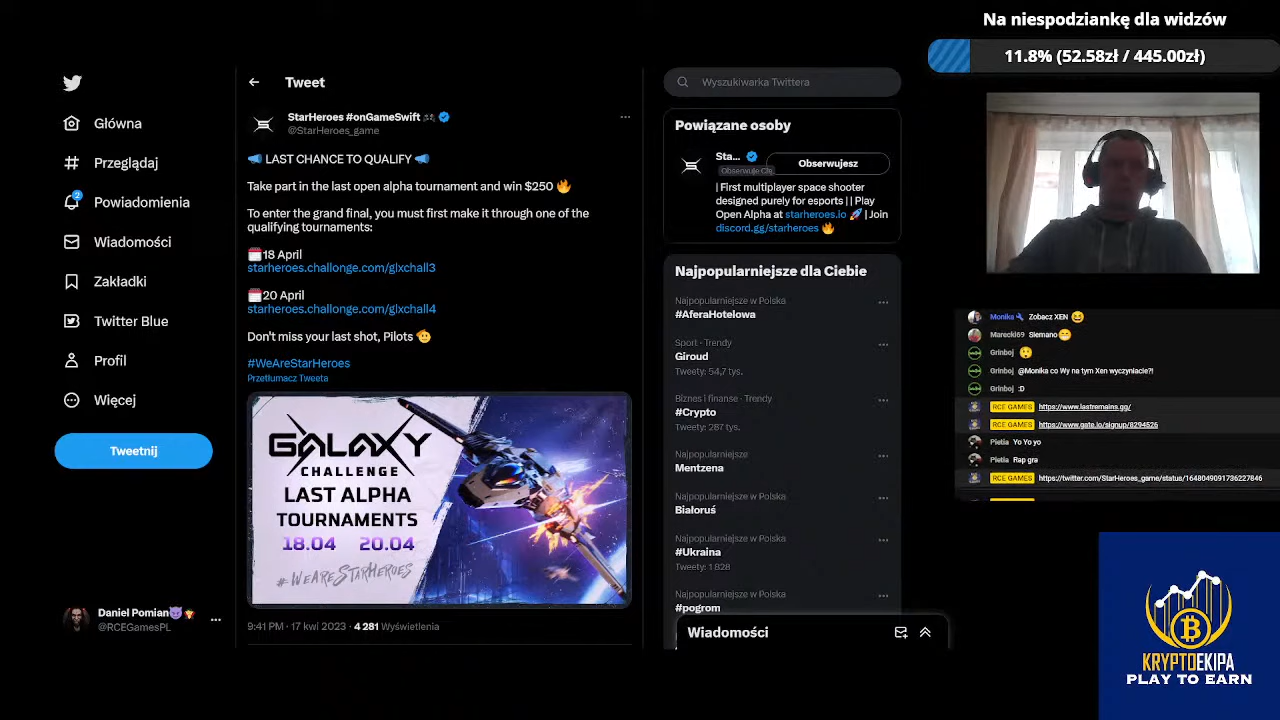 Główna
Przeglądaj
2
Powiadomienia
Wiadomości
Zakładki
Twitter Blue
Profil
Więcej
Tweetnij
Daniel Pomian
@RCEGamesPL
Tweet
StarHeroes #onGameSwift
@StarHeroes_game
📣 LAST CHANCE TO QUALIFY 📣
Take part in the last open alpha tournament and win $250 🔥
To enter the grand final, you must first make it through one of the
qualifying tournaments:
18 April
starheroes.challonge.com/glxchall3
20 April
starheroes.challonge.com/glxchall4
Don't miss your last shot, Pilots 🫡
#WeAreStarHeroes
Przetłumacz Tweeta
GALAXY
CHALLENGE
LAST ALPHA
TOURNAMENTS
18.04 20.04
#WEARESTARHEROES
9:41 PM · 17 kwi 2023 · 4 281 Wyświetlenia
Wyszukiwarka Twittera
Powiązane osoby
Sta...
Obserwuje Cię
Obserwujesz
| First multiplayer space shooter
designed purely for esports | | Play
Open Alpha at starheroes.io 🚀 | Join
discord.gg/starheroes 🔥
Najpopularniejsze dla Ciebie
Najpopularniejsze w Polska
#AferaHotelowa
Sport · Trendy
Giroud
Tweety: 54,7 tys.
Biznes i finanse · Trendy
#Crypto
Tweety: 287 tys.
Najpopularniejsze
Mentzena
Najpopularniejsze w Polska
Białoruś
Najpopularniejsze w Polska
#Ukraina
Tweety: 1 828
Najpopularniejsze w Polska
#pogrom
Wiadomości
Na niespodziankę dla widzów
11.8% (52.58zł / 445.00zł)
Monika Zobacz XEN 😆
Marecki69 Siemano 😁
Grinboj 😲
Grinboj @Monika co Wy na tym Xen wyczyniacie?!
Grinboj :D
RCE GAMES https://www.lastremains.gg/
RCE GAMES https://www.gate.io/signup/8294526
Pietia Yo Yo yo
Pietia Rap gra
RCE GAMES https://twitter.com/StarHeroes_game/status/1648049091736227846
KRYPTOEKIPA
PLAY TO EARN